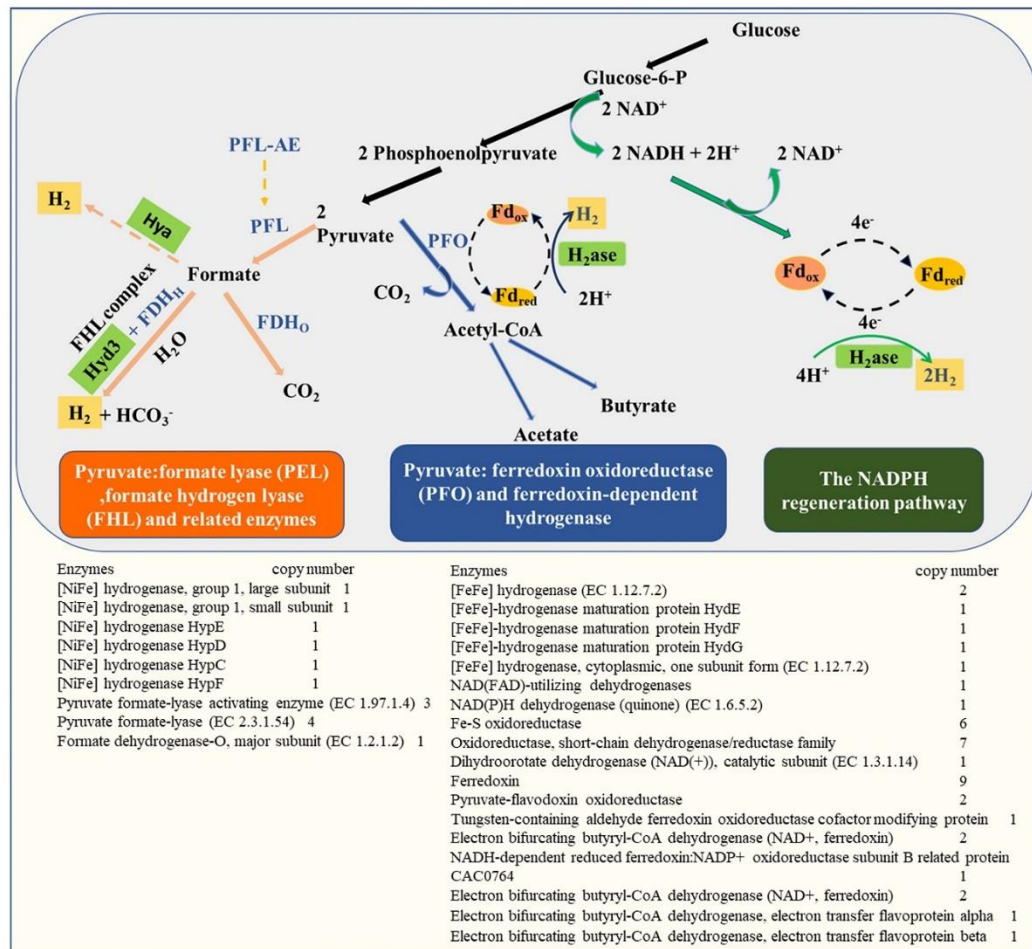 Glucose
Glucose-6-P
2 NAD⁺
PFL-AE
2 Phosphoenolpyruvate
2 NADH + 2H⁺
2 NAD⁺
H₂
Hya
PFL
2
Pyruvate
PFO
Fdₒₓ
H₂
H₂ase
4e⁻
Fdₒₓ
Fd_red
Formate
FHL complex
Hyd3
+ FDH_H
H₂O
FDH_O
CO₂
Fd_red
2H⁺
4e⁻
Acetyl-CoA
H₂ase
4H⁺
2H₂
H₂ + HCO₃⁻
CO₂
Butyrate
Acetate
Pyruvate:formate lyase (PEL)
,formate hydrogen lyase
(FHL) and related enzymes
Pyruvate: ferredoxin oxidoreductase
(PFO) and ferredoxin-dependent
hydrogenase
The NADPH
regeneration pathway
Enzymes copy number
[NiFe] hydrogenase, group 1, large subunit 1
[NiFe] hydrogenase, group 1, small subunit 1
[NiFe] hydrogenase HypE 1
[NiFe] hydrogenase HypD 1
[NiFe] hydrogenase HypC 1
[NiFe] hydrogenase HypF 1
Pyruvate formate-lyase activating enzyme (EC 1.97.1.4) 3
Pyruvate formate-lyase (EC 2.3.1.54) 4
Formate dehydrogenase-O, major subunit (EC 1.2.1.2) 1
Enzymes copy number
[FeFe] hydrogenase (EC 1.12.7.2) 2
[FeFe]-hydrogenase maturation protein HydE 1
[FeFe]-hydrogenase maturation protein HydF 1
[FeFe]-hydrogenase maturation protein HydG 1
[FeFe] hydrogenase, cytoplasmic, one subunit form (EC 1.12.7.2) 1
NAD(FAD)-utilizing dehydrogenases 1
NAD(P)H dehydrogenase (quinone) (EC 1.6.5.2) 1
Fe-S oxidoreductase 6
Oxidoreductase, short-chain dehydrogenase/reductase family 7
Dihydroorotate dehydrogenase (NAD(+)), catalytic subunit (EC 1.3.1.14) 1
Ferredoxin 9
Pyruvate-flavodoxin oxidoreductase 2
Tungsten-containing aldehyde ferredoxin oxidoreductase cofactor modifying protein 1
Electron bifurcating butyryl-CoA dehydrogenase (NAD+, ferredoxin) 2
NADH-dependent reduced ferredoxin:NADP+ oxidoreductase subunit B related protein
CAC0764 1
Electron bifurcating butyryl-CoA dehydrogenase (NAD+, ferredoxin) 2
Electron bifurcating butyryl-CoA dehydrogenase, electron transfer flavoprotein alpha 1
Electron bifurcating butyryl-CoA dehydrogenase, electron transfer flavoprotein beta 1